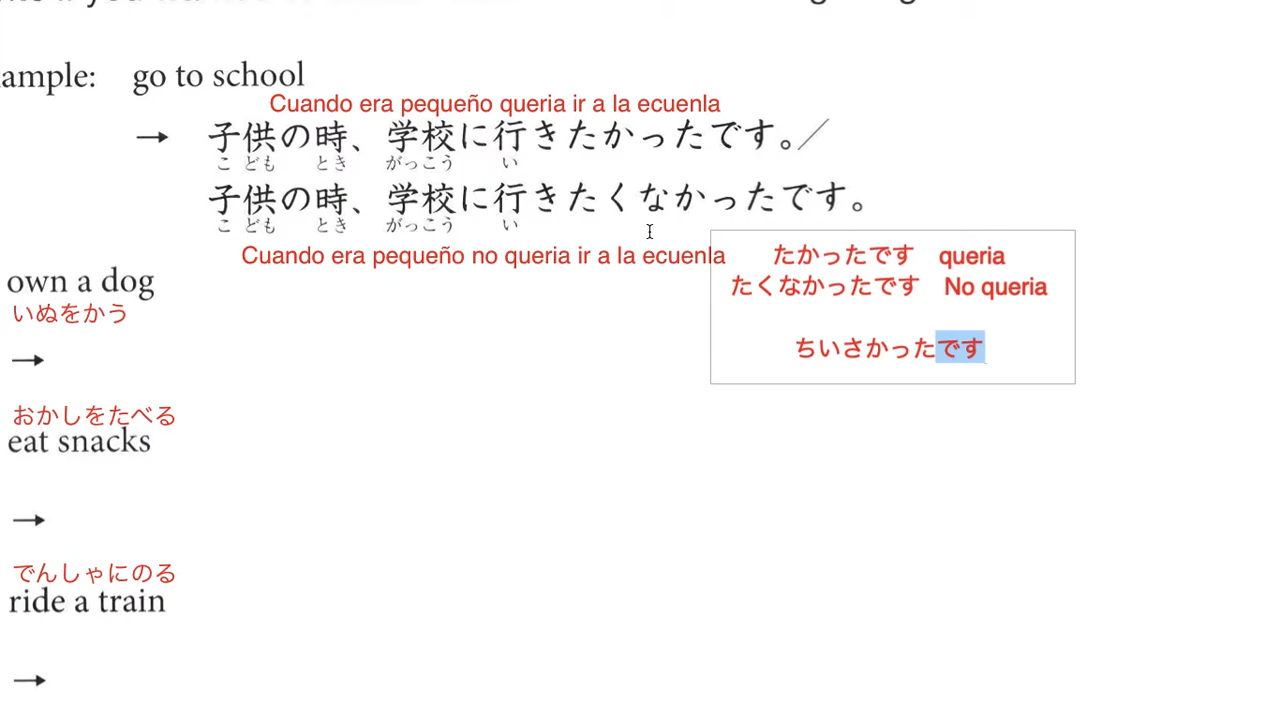 ample: go to school
Cuando era pequeño queria ir a la ecuenla
→ 子供の時、学校に行きたかったです。／
こ ども とき がっこう い
子供の時、学校に行きたくなかったです。
こ ども とき がっこう い
Cuando era pequeño no queria ir a la ecuenla
たかったです queria
たくなかったです No queria
ちいさかったです
own a dog
いぬをかう
→
おかしをたべる
eat snacks
→
でんしゃにのる
ride a train
→